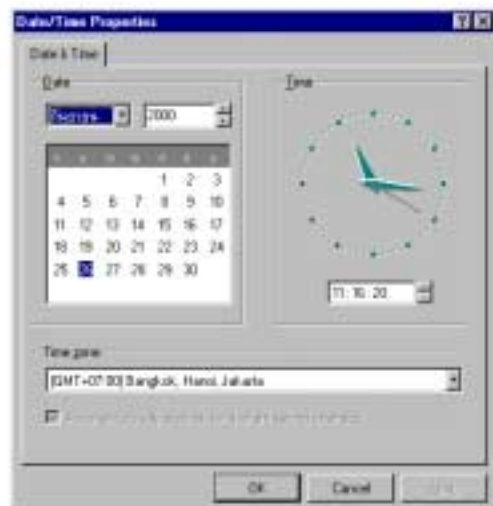 Date/Time Properties
Date & Time
Date
Time
2000
1 2 3
4 5 6 7 8 9 10
11 12 13 14 15 16 17
18 19 20 21 22 23 24
25 26 27 28 29 30
11:16:20
Time zone
(GMT+07:00) Bangkok, Hanoi, Jakarta
OK
Cancel